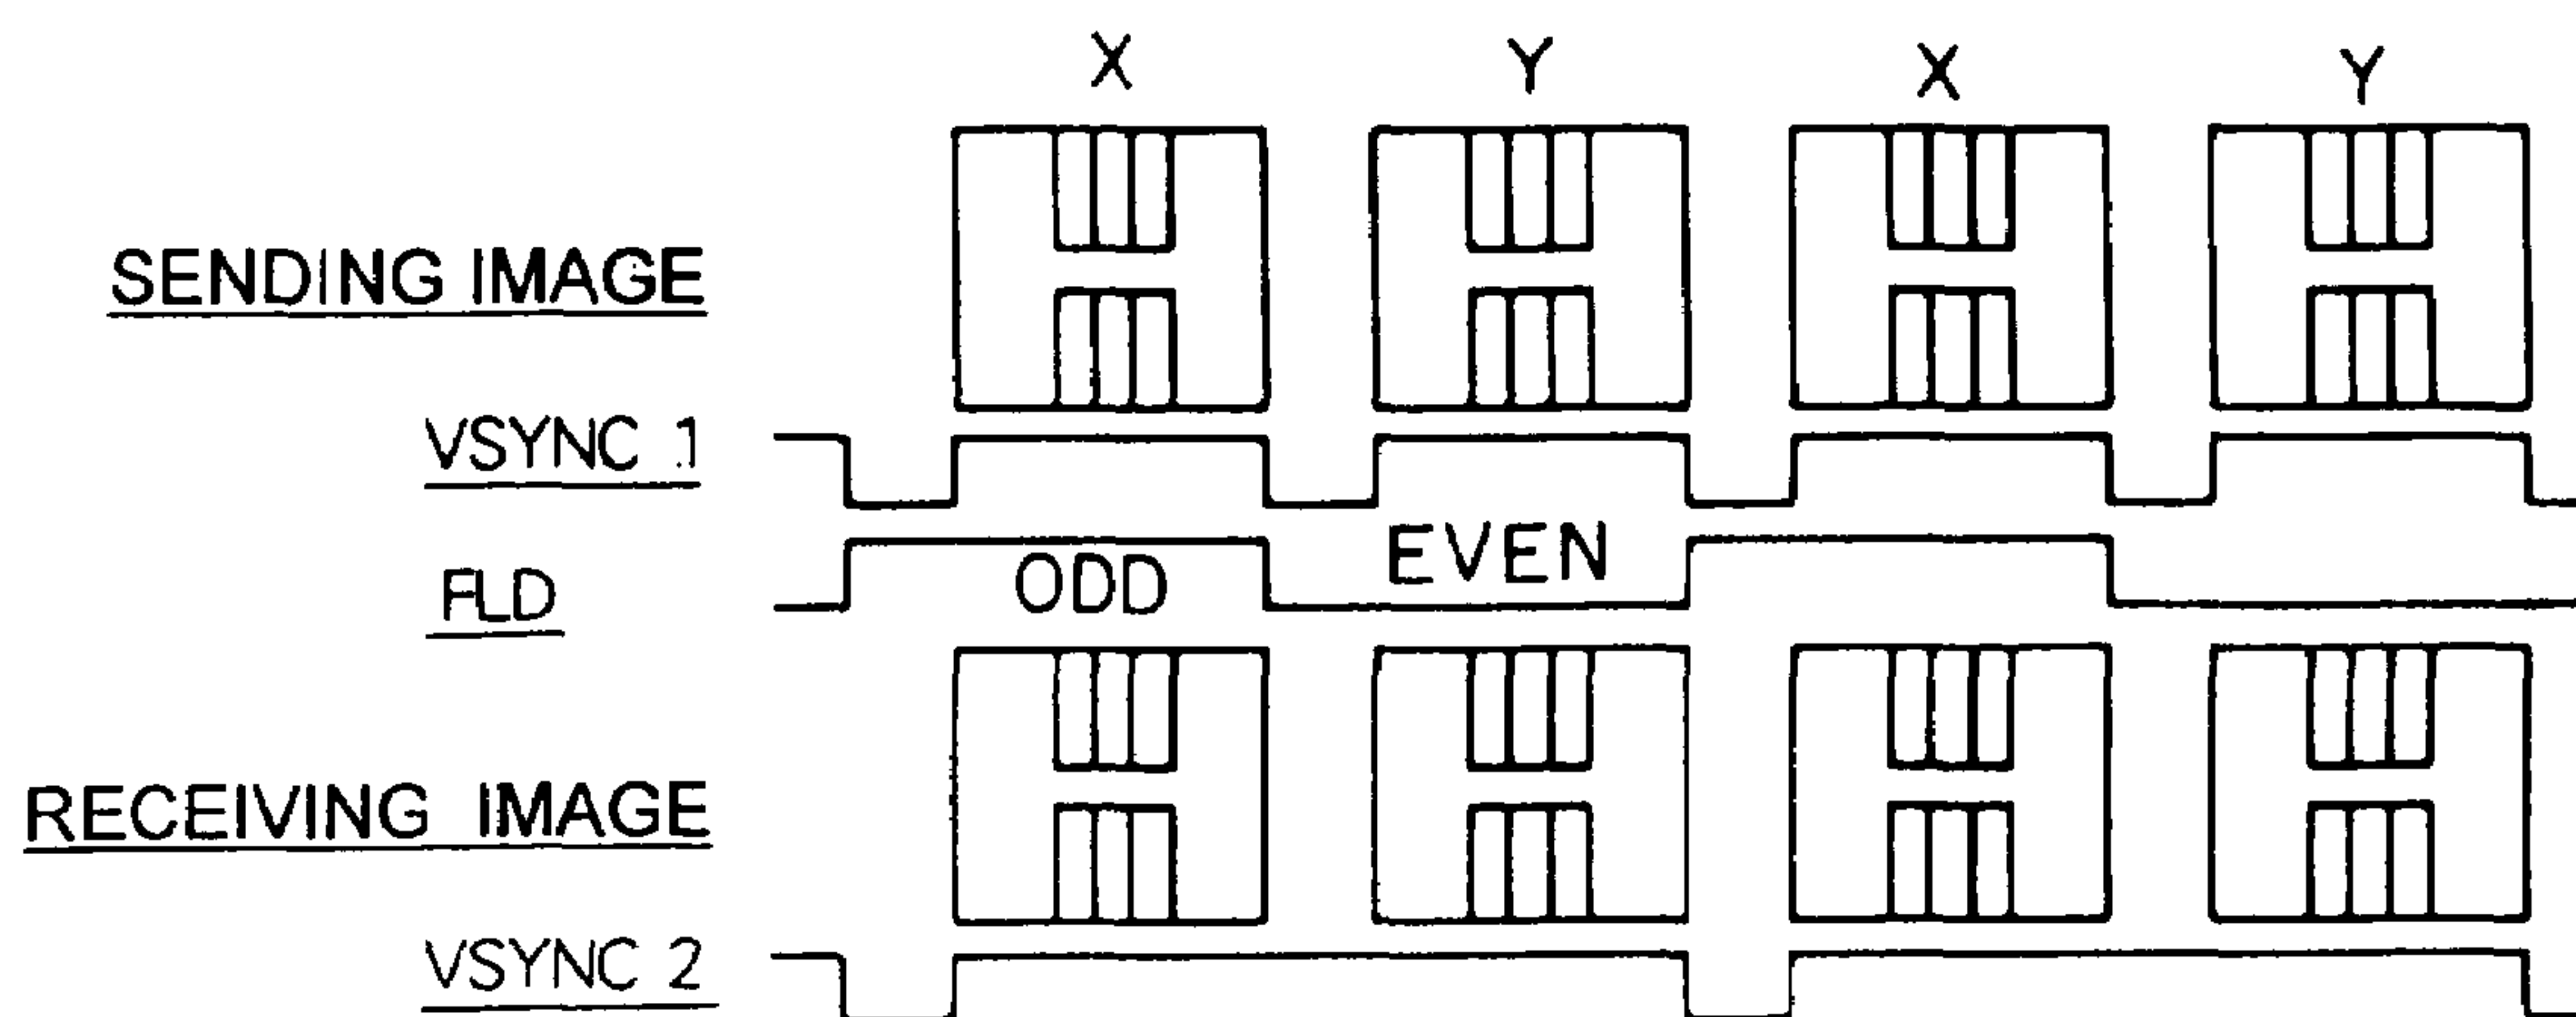 X Y X Y
SENDING IMAGE
VSYNC 1
FLD ODD EVEN
RECEIVING IMAGE
VSYNC 2